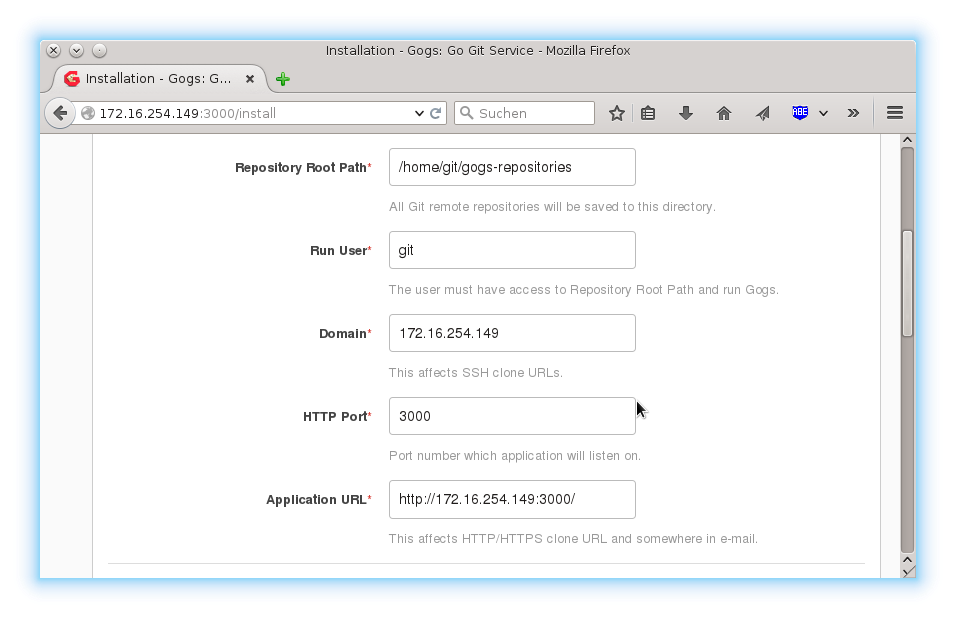 Installation - Gogs: Go Git Service - Mozilla Firefox
Installation - Gogs: G...
172.16.254.149:3000/install
Suchen
ABE
Repository Root Path*
/home/git/gogs-repositories
All Git remote repositories will be saved to this directory.
Run User*
git
The user must have access to Repository Root Path and run Gogs.
Domain*
172.16.254.149
This affects SSH clone URLs.
HTTP Port*
3000
Port number which application will listen on.
Application URL*
http://172.16.254.149:3000/
This affects HTTP/HTTPS clone URL and somewhere in e-mail.